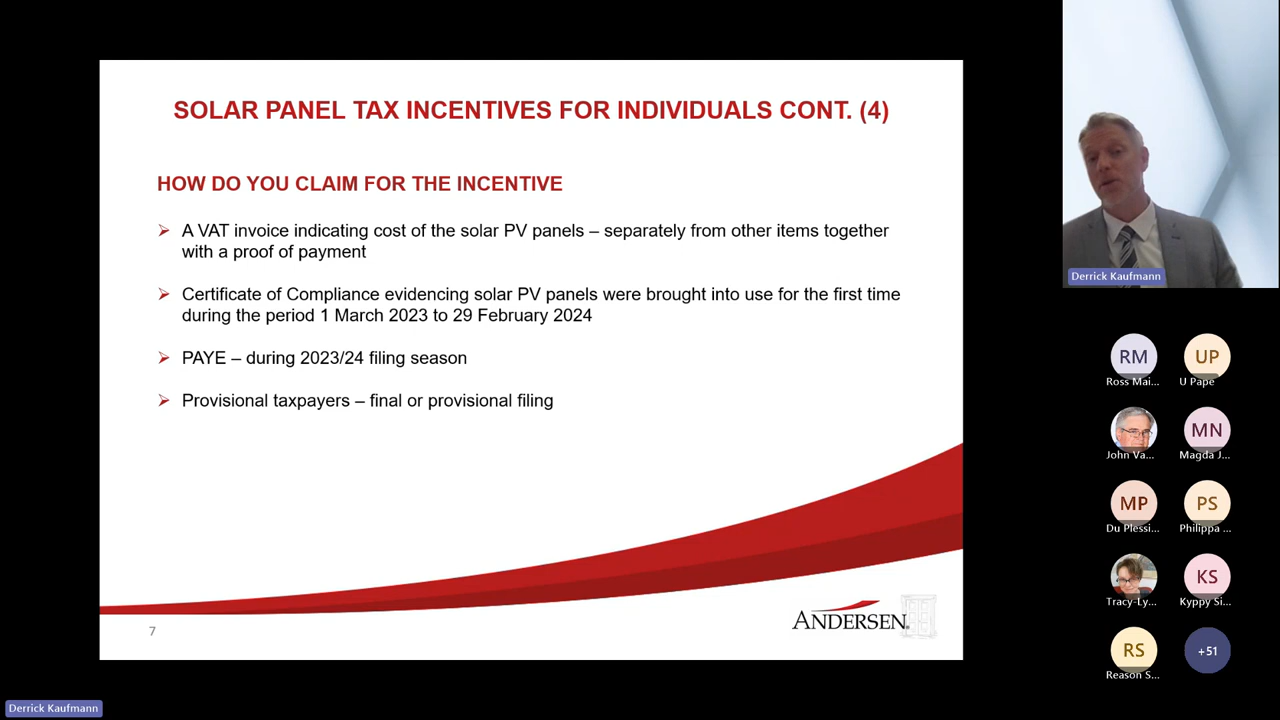 SOLAR PANEL TAX INCENTIVES FOR INDIVIDUALS CONT. (4)
HOW DO YOU CLAIM FOR THE INCENTIVE
➢ A VAT invoice indicating cost of the solar PV panels – separately from other items together
with a proof of payment
➢ Certificate of Compliance evidencing solar PV panels were brought into use for the first time
during the period 1 March 2023 to 29 February 2024
➢ PAYE – during 2023/24 filing season
➢ Provisional taxpayers – final or provisional filing
7
ANDERSEN®
Derrick Kaufmann
RM
UP
Ross Mai...
U Pape
MN
John Va...
Magda J...
MP
PS
Du Plessi...
Philippa ...
KS
Tracy-Ly...
Kyppy Si...
RS
+51
Reason S...
Derrick Kaufmann